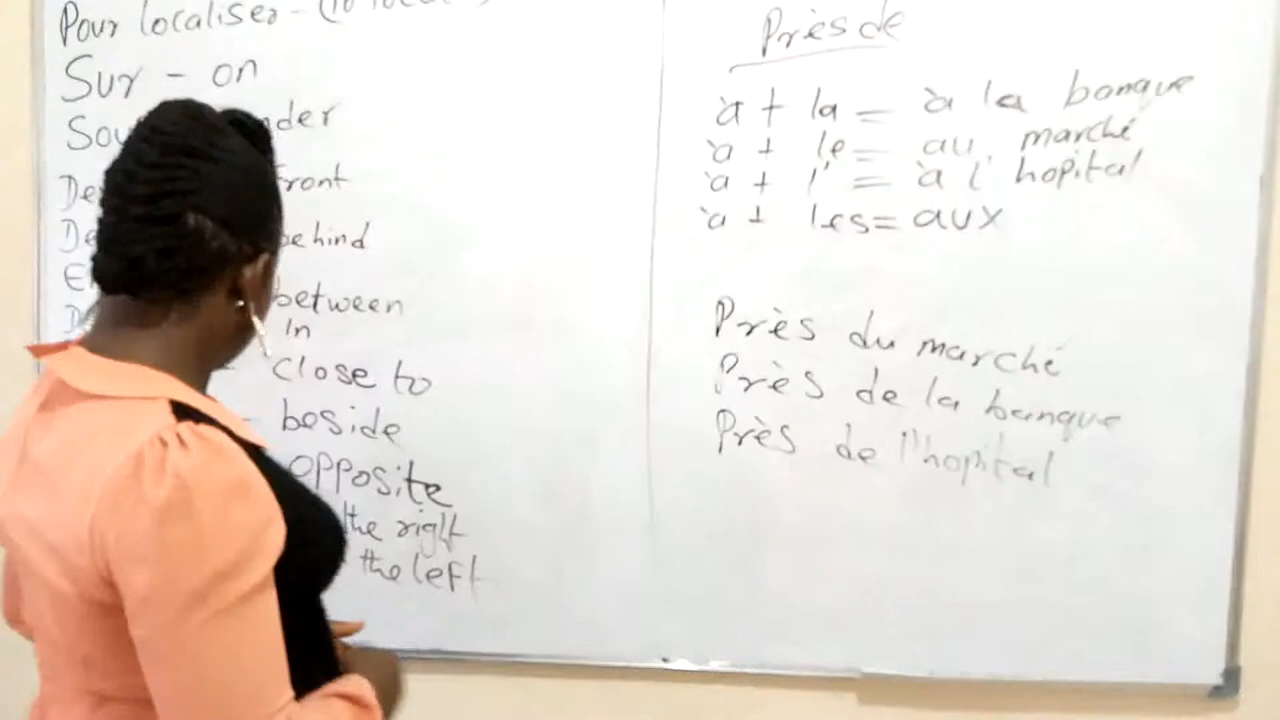 Pour localiser - (to
Sur - on
front
behind
between
In
close to
beside
opposite
the right
the left
Près de
à + la = à la banque
à + le = au marché
à + l' = à l' hopital
à + les = aux
Près du marché
Près de la banque
Près de l'hopital